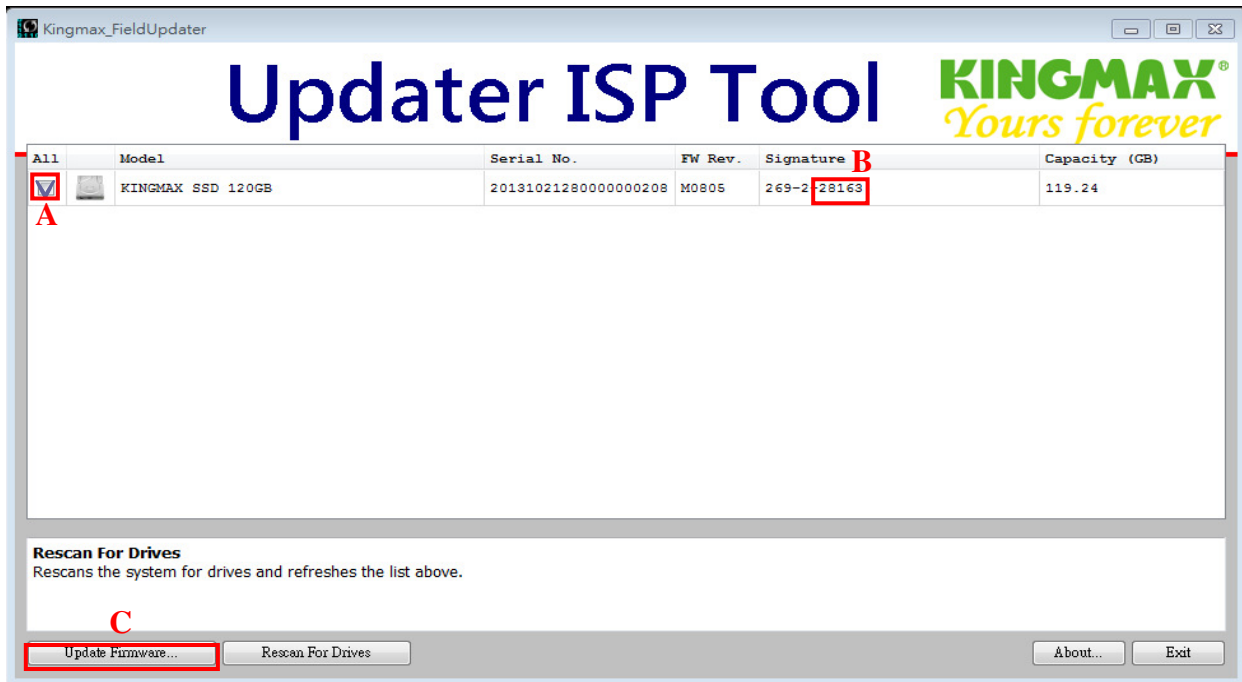 Kingmax_FieldUpdater
Updater ISP Tool
KINGMAX®
Yours forever
All Model Serial No. FW Rev. Signature B Capacity (GB)
KINGMAX SSD 120GB 20131021280000000208 M0805 269-2-28163 119.24
A
Rescan For Drives
Rescans the system for drives and refreshes the list above.
C
Update Firmware... Rescan For Drives About... Exit